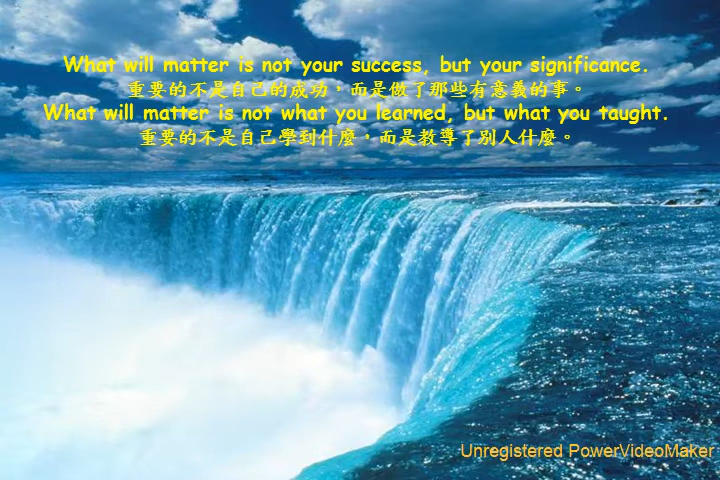 What will matter is not your success, but your significance.
重要的不是自己的成功，而是做了那些有意義的事。
What will matter is not what you learned, but what you taught.
重要的不是自己學到什麼，而是教導了別人什麼。
Unregistered PowerVideoMaker